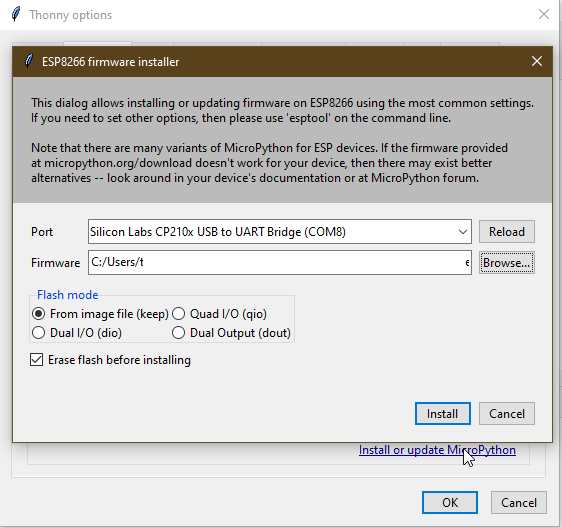 Thonny options
ESP8266 firmware installer
This dialog allows installing or updating firmware on ESP8266 using the most common settings.
If you need to set other options, then please use 'esptool' on the command line.
Note that there are many variants of MicroPython for ESP devices. If the firmware provided
at micropython.org/download doesn't work for your device, then there may exist better
alternatives -- look around in your device's documentation or at MicroPython forum.
Port Silicon Labs CP210x USB to UART Bridge (COM8) Reload
Firmware C:/Users/t e Browse...
Flash mode
From image file (keep) Quad I/O (qio)
Dual I/O (dio) Dual Output (dout)
Erase flash before installing
Install Cancel
Install or update MicroPython
OK Cancel